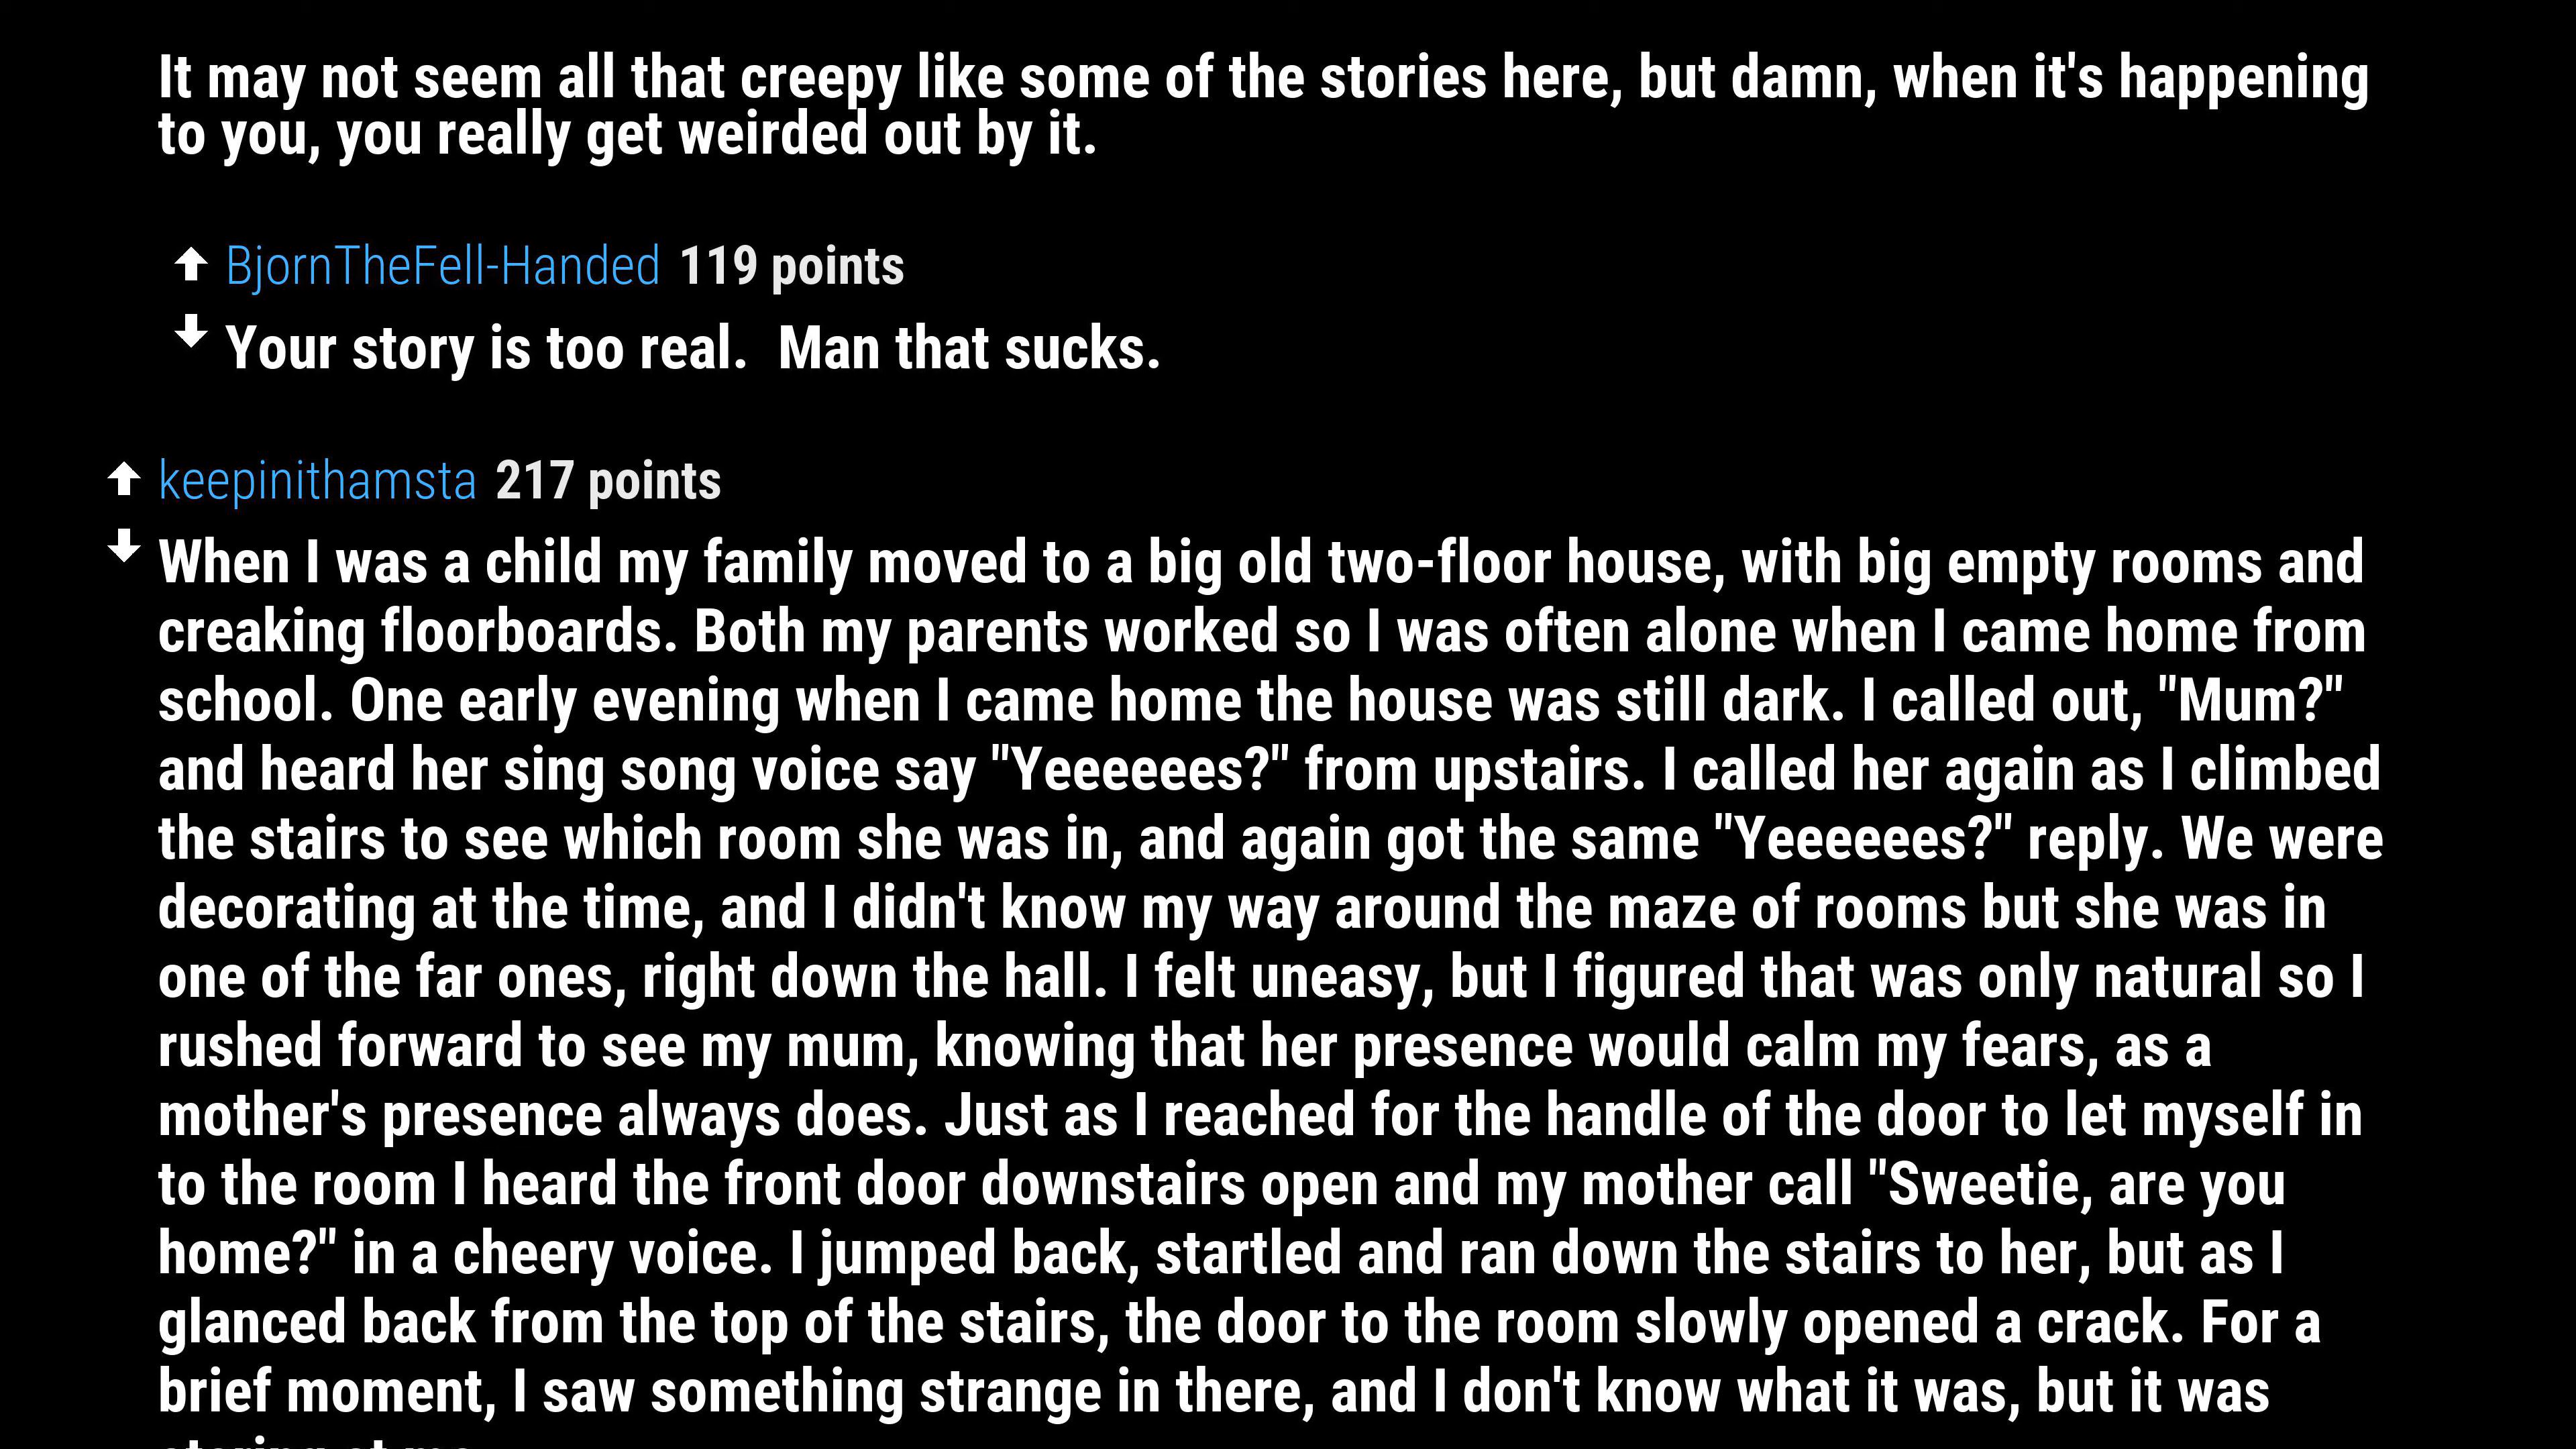 It may not seem all that creepy like some of the stories here, but damn, when it's happening
to you, you really get weirded out by it.
BjornTheFell-Handed 119 points
Your story is too real.  Man that sucks.
keepinithamsta 217 points
When I was a child my family moved to a big old two-floor house, with big empty rooms and
creaking floorboards. Both my parents worked so I was often alone when I came home from
school. One early evening when I came home the house was still dark. I called out, "Mum?"
and heard her sing song voice say "Yeeeeees?" from upstairs. I called her again as I climbed
the stairs to see which room she was in, and again got the same "Yeeeeees?" reply. We were
decorating at the time, and I didn't know my way around the maze of rooms but she was in
one of the far ones, right down the hall. I felt uneasy, but I figured that was only natural so I
rushed forward to see my mum, knowing that her presence would calm my fears, as a
mother's presence always does. Just as I reached for the handle of the door to let myself in
to the room I heard the front door downstairs open and my mother call "Sweetie, are you
home?" in a cheery voice. I jumped back, startled and ran down the stairs to her, but as I
glanced back from the top of the stairs, the door to the room slowly opened a crack. For a
brief moment, I saw something strange in there, and I don't know what it was, but it was